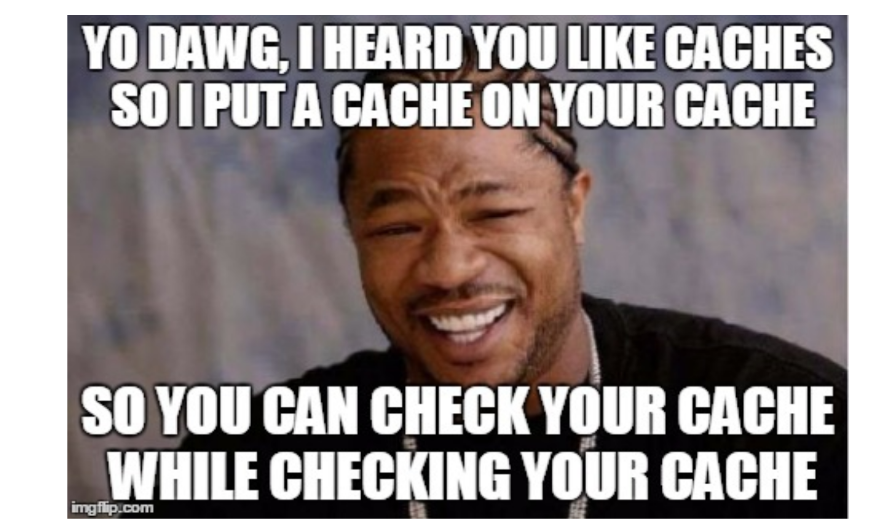 YO DAWG, I HEARD YOU LIKE CACHES
SO I PUT A CACHE ON YOUR CACHE
SO YOU CAN CHECK YOUR CACHE
WHILE CHECKING YOUR CACHE
imgflip.com